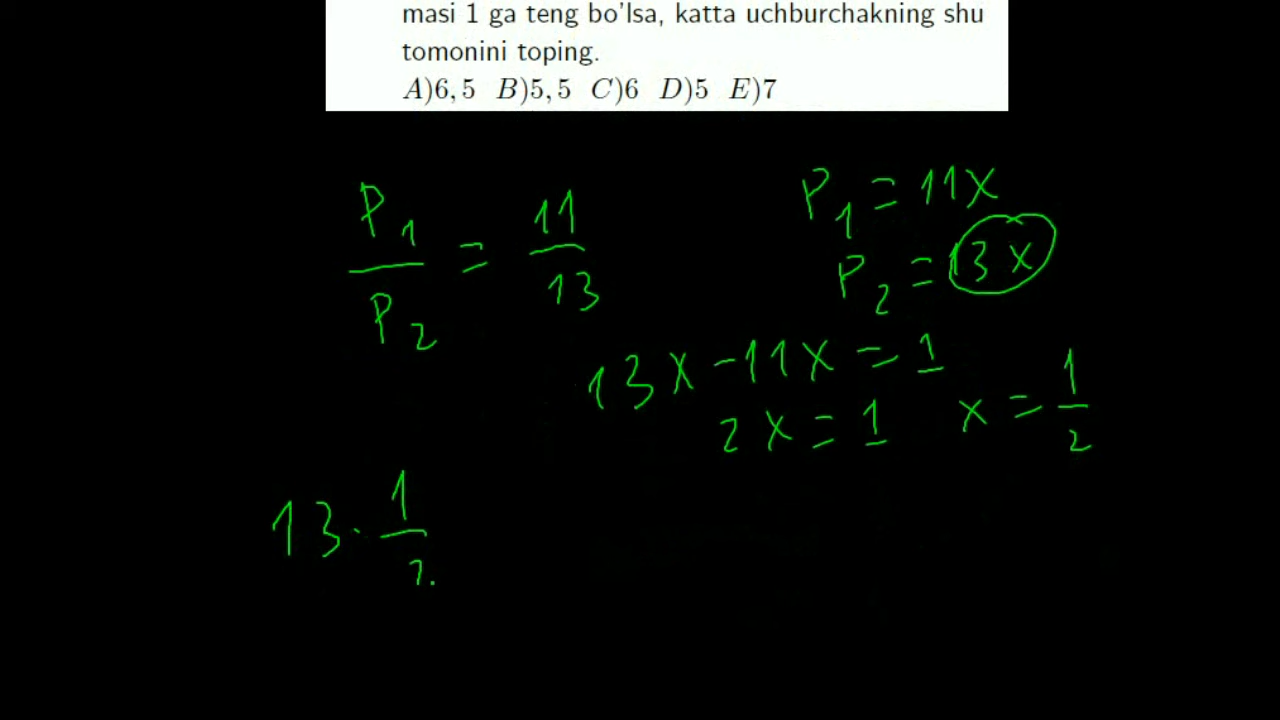 masi 1 ga teng bo'lsa, katta uchburchakning shu
tomonini toping.
A)6, 5 B)5, 5 C)6 D)5 E)7
P₁/P₂ = 11/13
P₁ = 11x
P₂ = 13x
13x - 11x = 1
2x = 1 x = 1/2
13 · 1/2